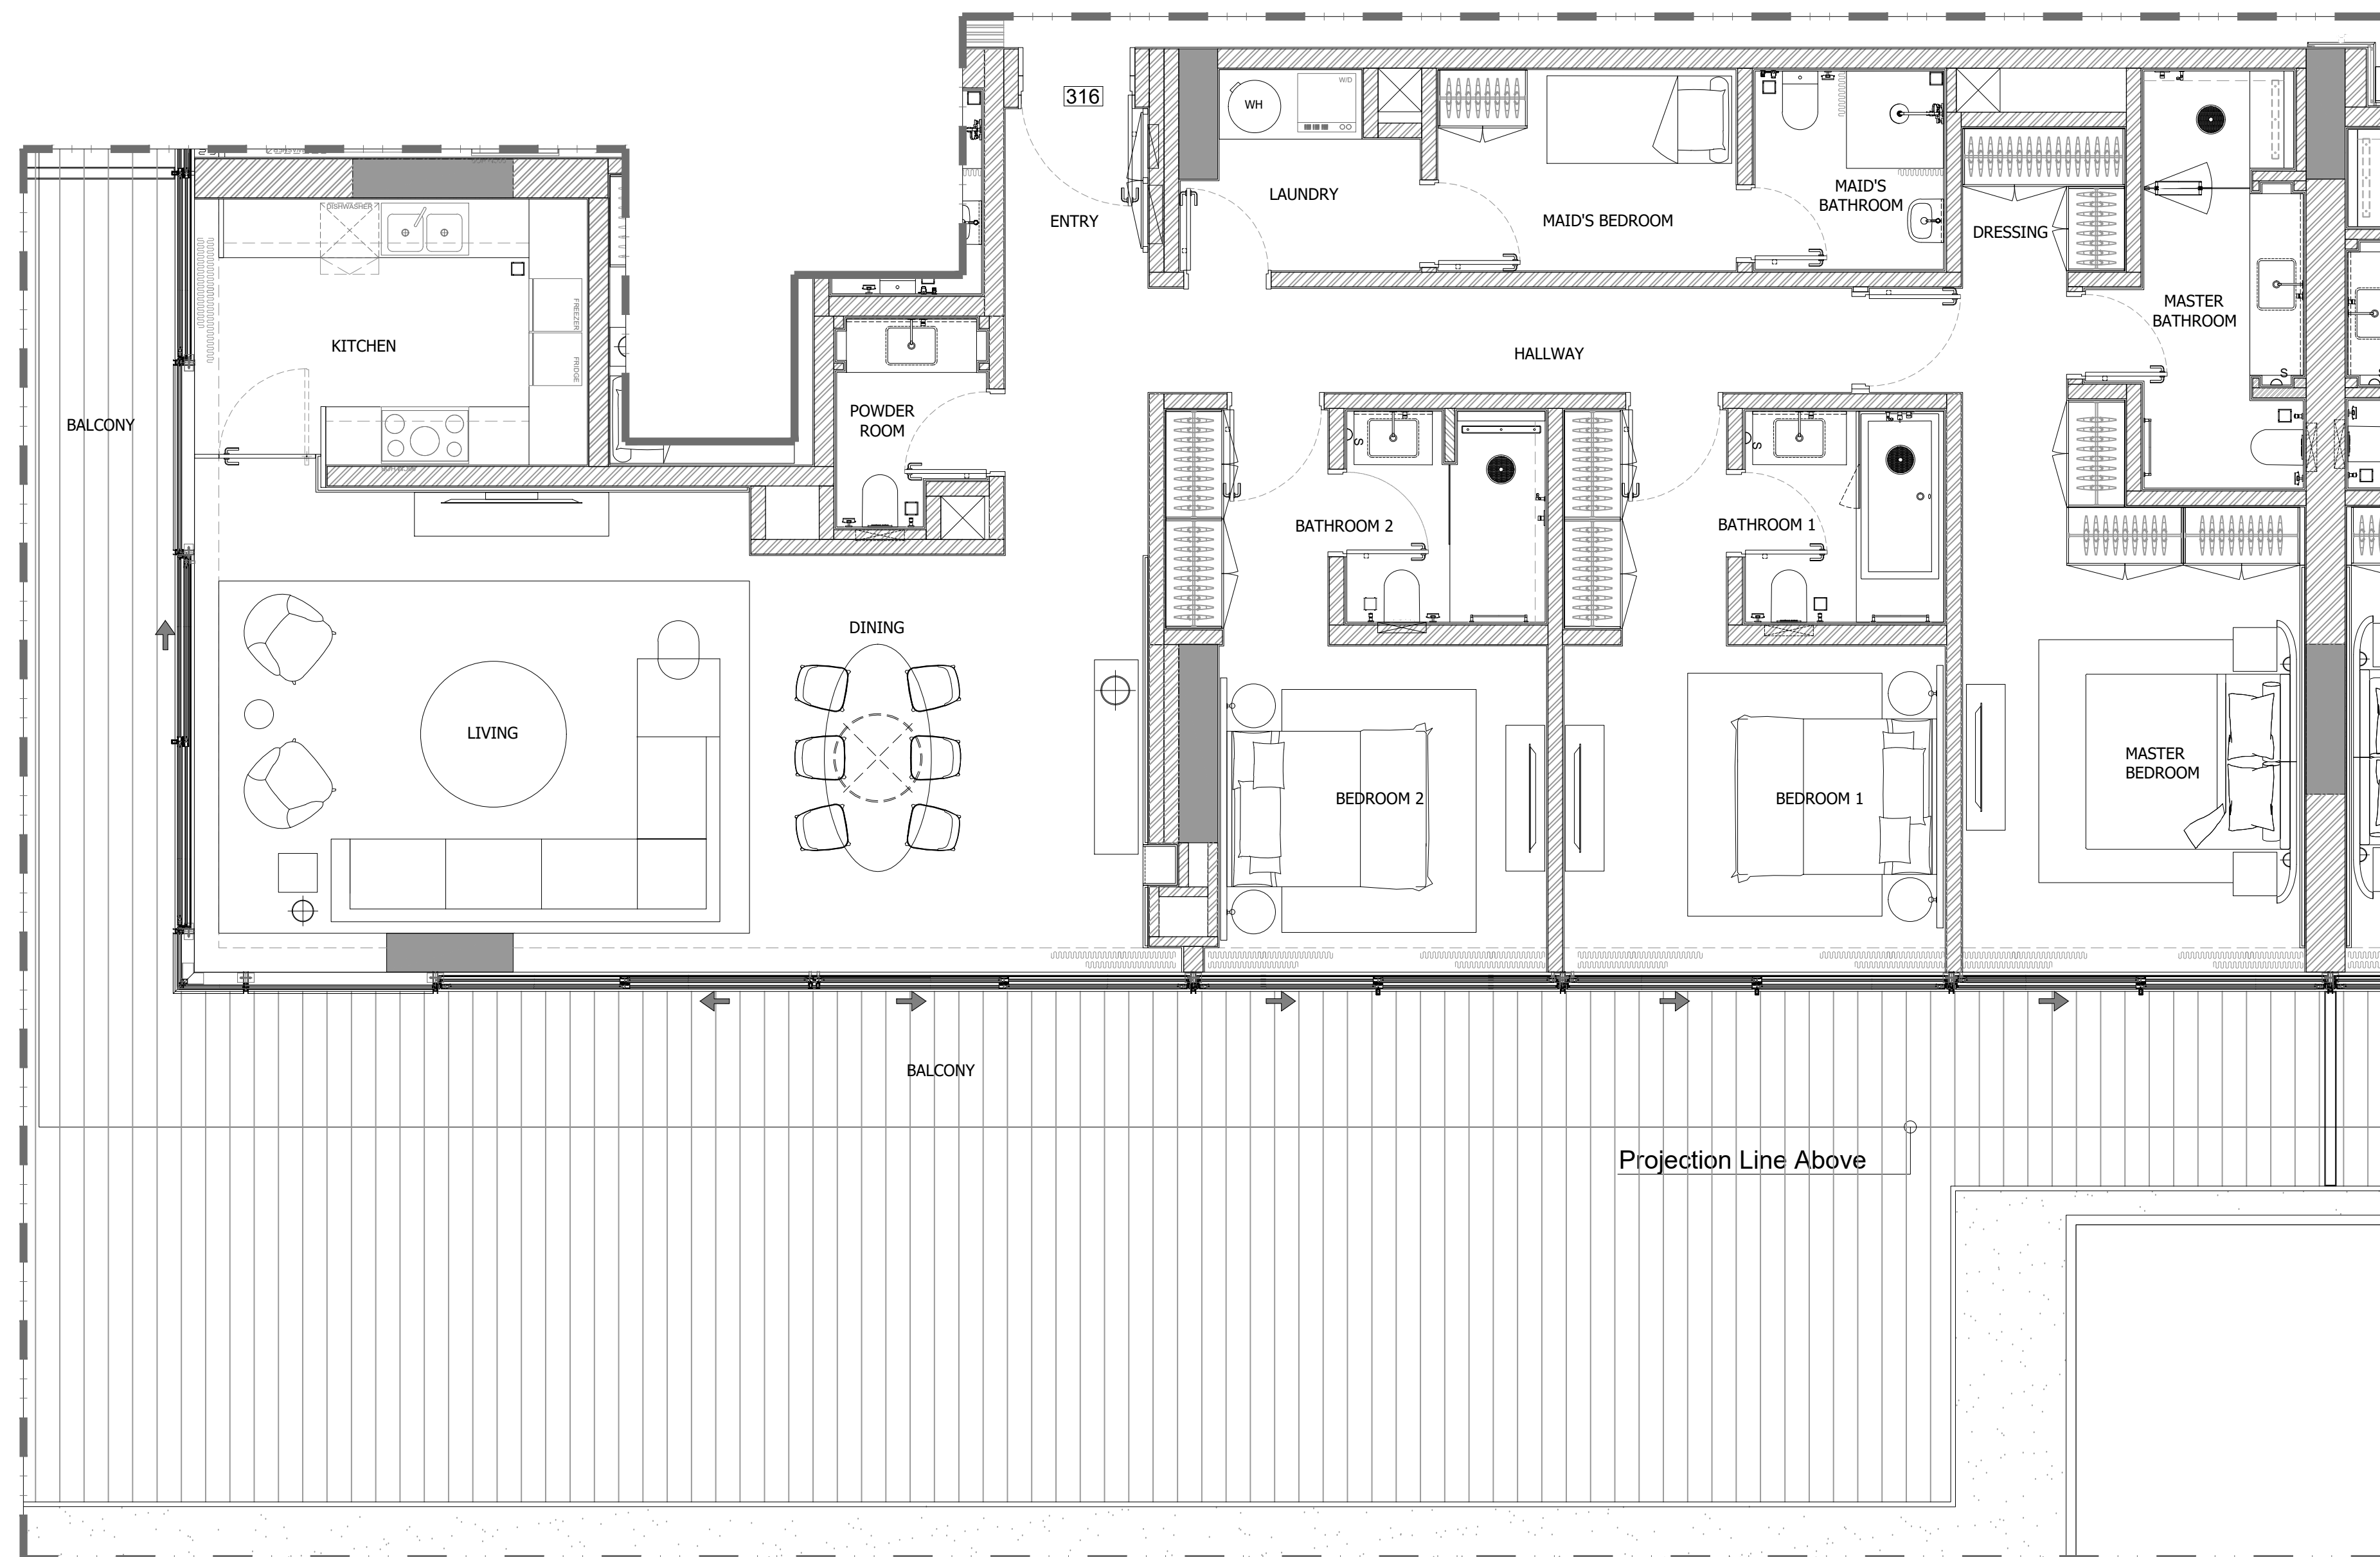 316
W/D
WH
LAUNDRY
ENTRY
MAID'S BEDROOM
MAID'S
BATHROOM
DRESSING
DISHWASHER
FREEZER
FRIDGE
KITCHEN
MASTER
BATHROOM
HALLWAY
S
BALCONY
POWDER
ROOM
S
BATHROOM 2
S
BATHROOM 1
DINING
LIVING
MASTER
BEDROOM
BEDROOM 2
BEDROOM 1
BALCONY
Projection Line Above